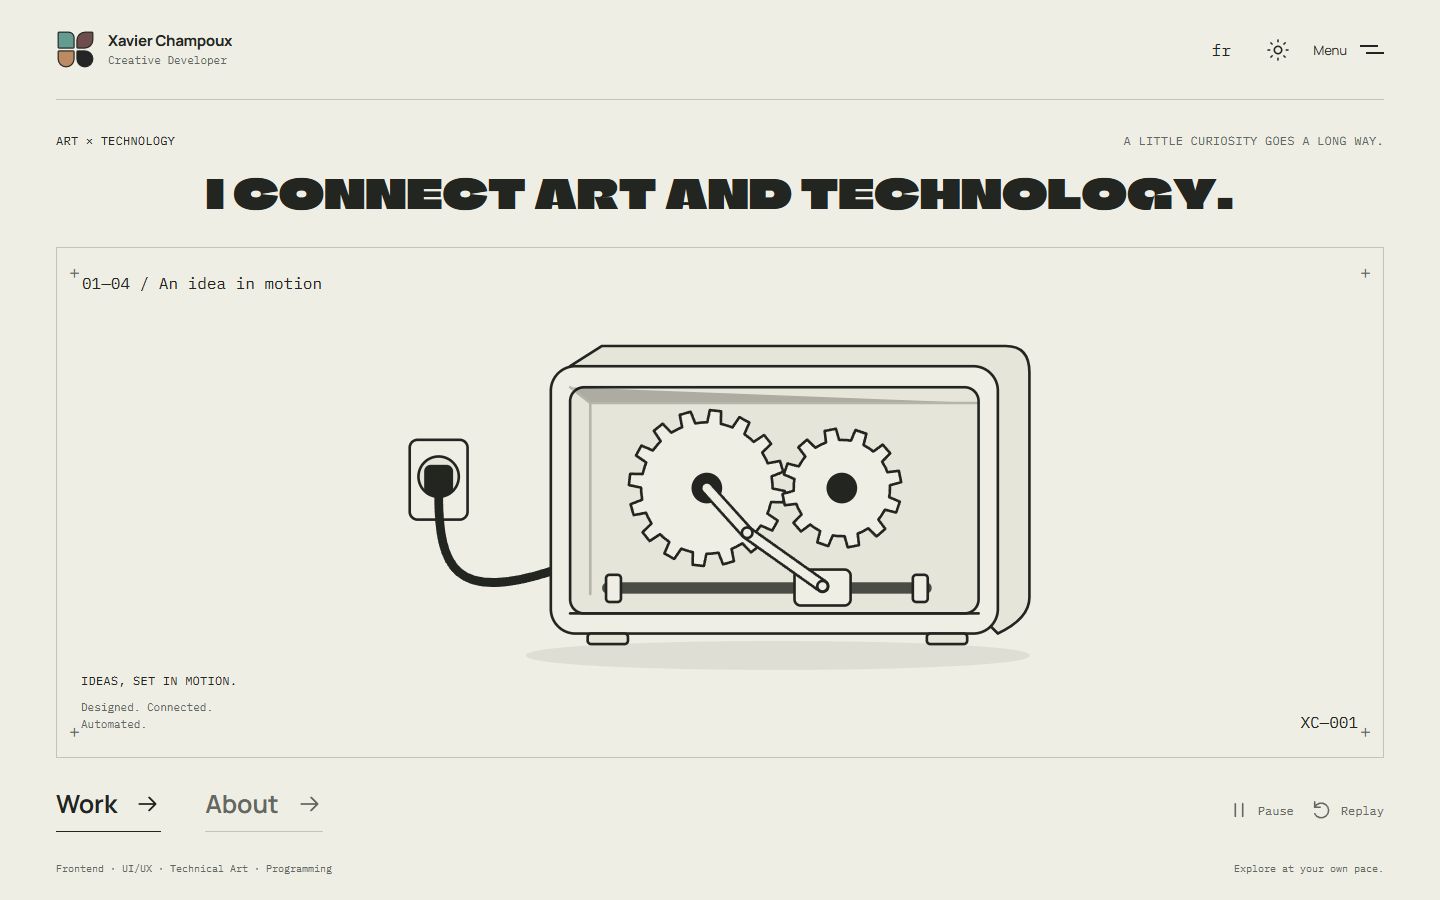 Xavier Champoux
Creative Developer
fr
Menu
ART × TECHNOLOGY
A LITTLE CURIOSITY GOES A LONG WAY.
I CONNECT ART AND TECHNOLOGY.
01—04 / An idea in motion
IDEAS, SET IN MOTION.
Designed. Connected.
Automated.
XC—001
Work →
About →
Pause
Replay
Frontend · UI/UX · Technical Art · Programming
Explore at your own pace.